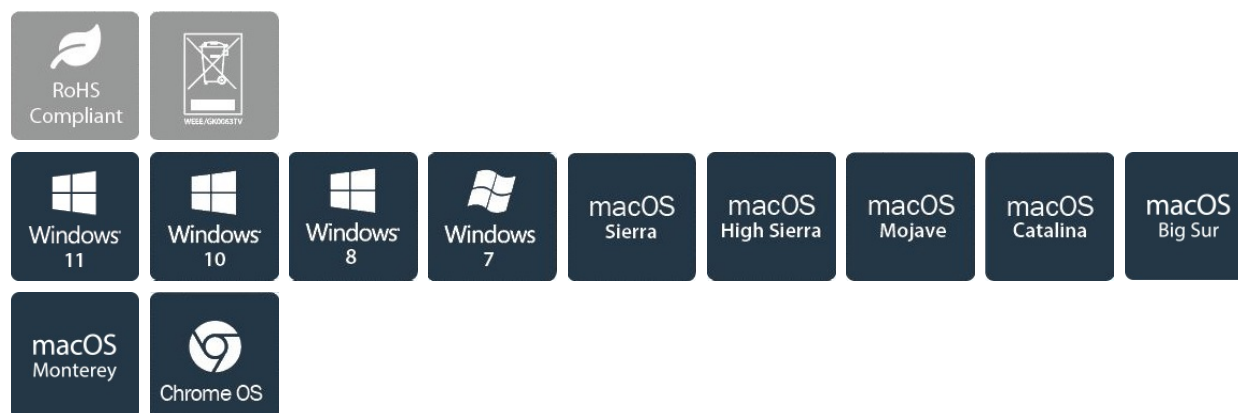 RoHS
Compliant
WEEE/GK0063TV
Windows
11
Windows
10
Windows
8
Windows
7
macOS
Sierra
macOS
High Sierra
macOS
Mojave
macOS
Catalina
macOS
Big Sur
macOS
Monterey
Chrome OS